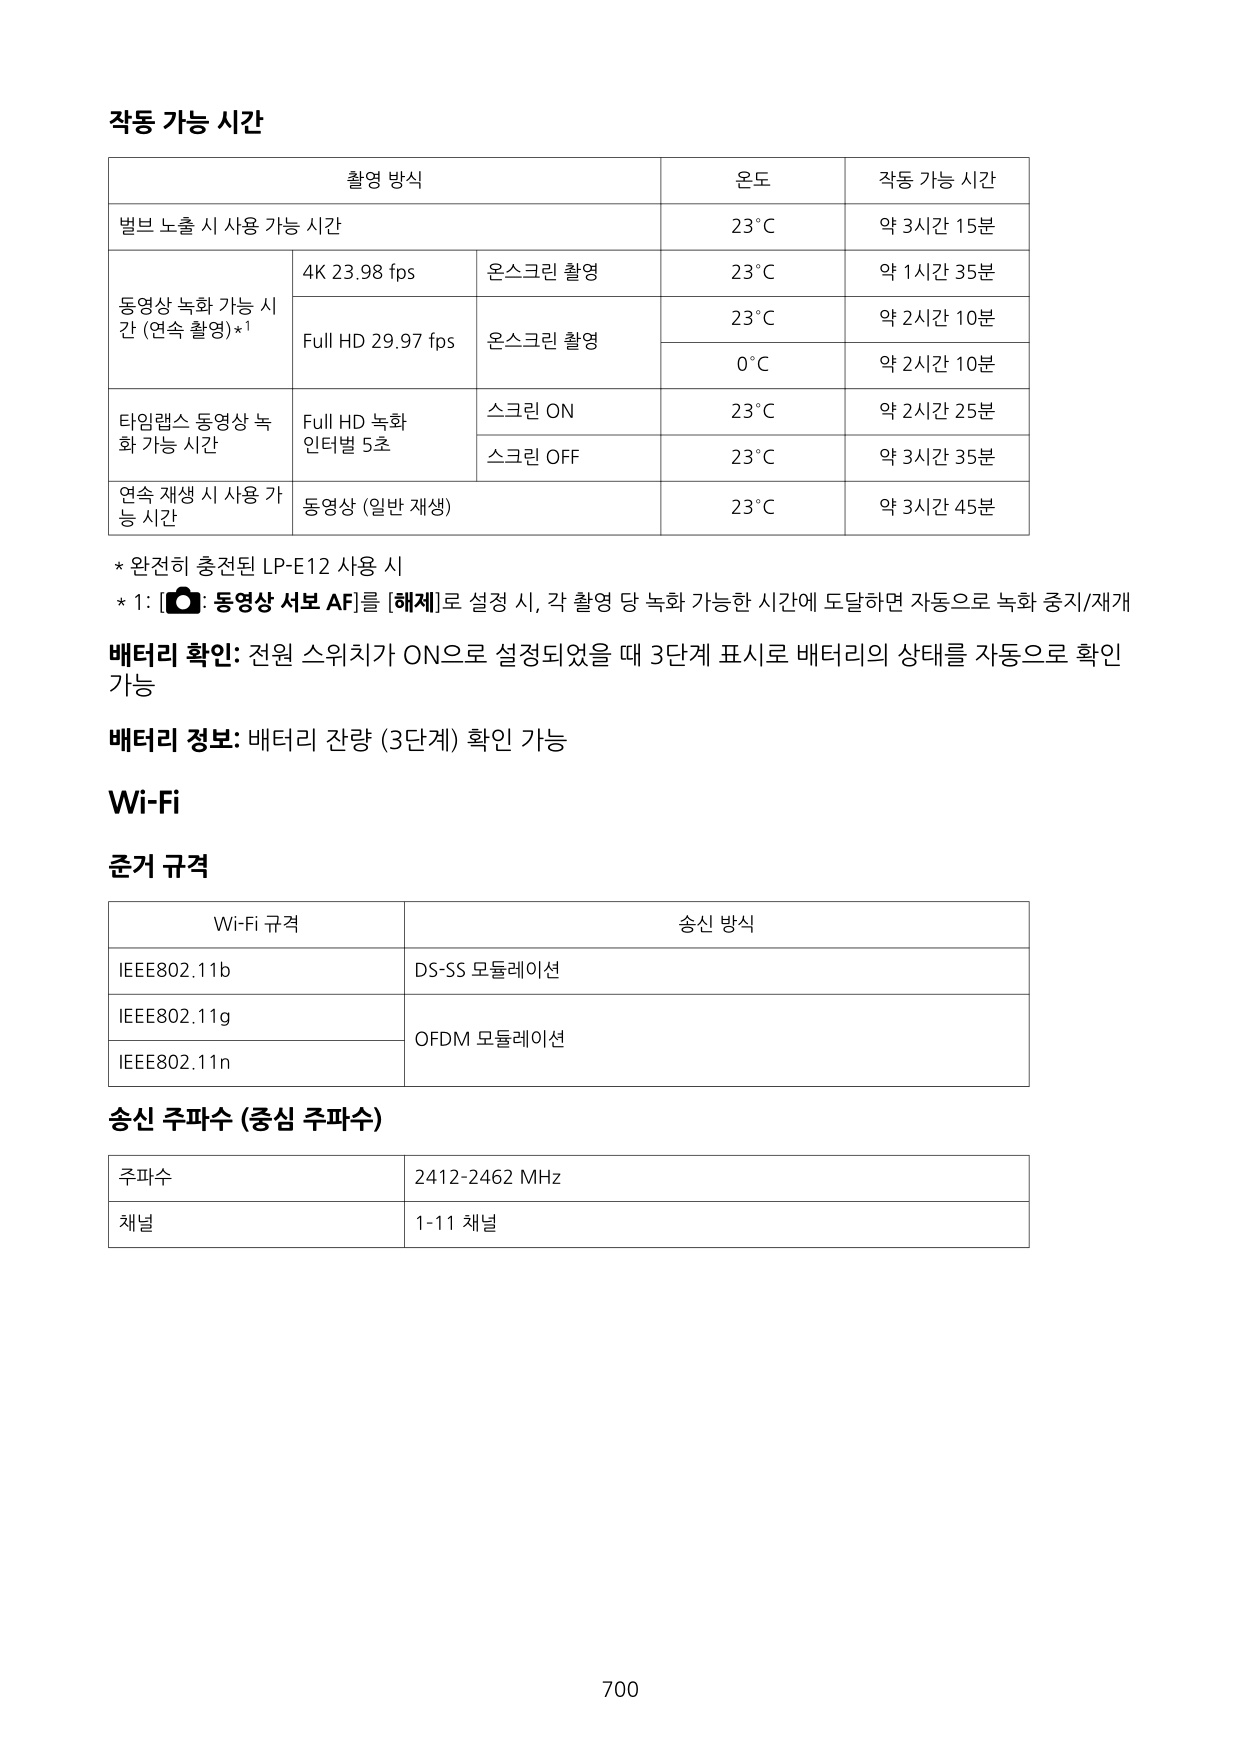 작동 가능 시간
촬영 방식 온도 작동 가능 시간
벌브 노출 시 사용 가능 시간 23°C 약 3시간 15분
동영상 녹화 가능 시
간 (연속 촬영)*1
4K 23.98 fps 온스크린 촬영 23°C 약 1시간 35분
Full HD 29.97 fps 온스크린 촬영 23°C 약 2시간 10분
0°C 약 2시간 10분
타임랩스 동영상 녹
화 가능 시간
Full HD 녹화
인터벌 5초
스크린 ON 23°C 약 2시간 25분
스크린 OFF 23°C 약 3시간 35분
연속 재생 시 사용 가
능 시간
동영상 (일반 재생) 23°C 약 3시간 45분
* 완전히 충전된 LP-E12 사용 시
* 1: [: 동영상 서보 AF]를 [해제]로 설정 시, 각 촬영 당 녹화 가능한 시간에 도달하면 자동으로 녹화 중지/재개
배터리 확인: 전원 스위치가 ON으로 설정되었을 때 3단계 표시로 배터리의 상태를 자동으로 확인
가능
배터리 정보: 배터리 잔량 (3단계) 확인 가능
Wi-Fi
준거 규격
Wi-Fi 규격 송신 방식
IEEE802.11b DS-SS 모듈레이션
IEEE802.11g
OFDM 모듈레이션
IEEE802.11n
송신 주파수 (중심 주파수)
주파수 2412-2462 MHz
채널 1-11 채널
700